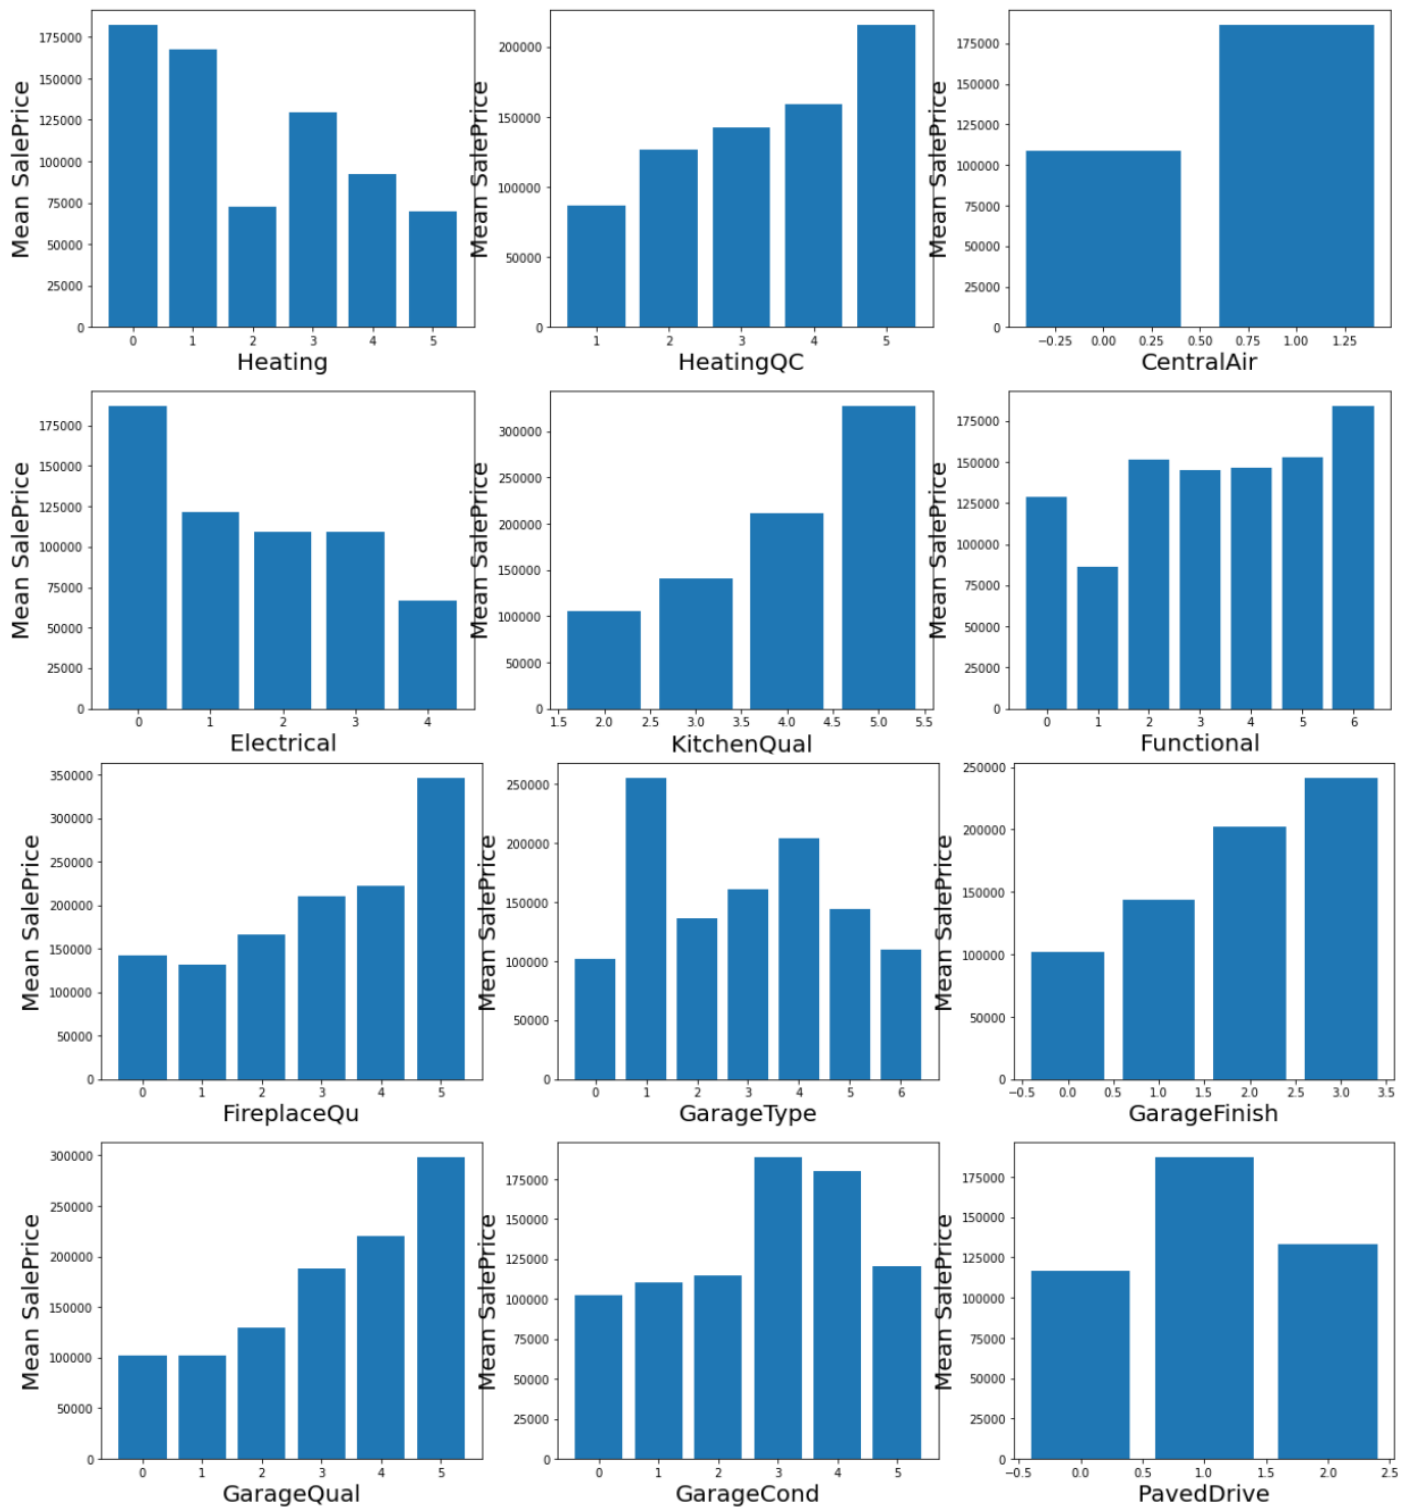 Mean SalePrice
175000
150000
125000
100000
75000
50000
25000
0
0 1 2 3 4 5
Heating
Mean SalePrice
200000
150000
100000
50000
0
1 2 3 4 5
HeatingQC
Mean SalePrice
175000
150000
125000
100000
75000
50000
25000
0
−0.25 0.00 0.25 0.50 0.75 1.00 1.25
CentralAir
Mean SalePrice
175000
150000
125000
100000
75000
50000
25000
0
0 1 2 3 4
Electrical
Mean SalePrice
300000
250000
200000
150000
100000
50000
0
1.5 2.0 2.5 3.0 3.5 4.0 4.5 5.0 5.5
KitchenQual
Mean SalePrice
175000
150000
125000
100000
75000
50000
25000
0
0 1 2 3 4 5 6
Functional
Mean SalePrice
350000
300000
250000
200000
150000
100000
50000
0
0 1 2 3 4 5
FireplaceQu
Mean SalePrice
250000
200000
150000
100000
50000
0
0 1 2 3 4 5 6
GarageType
Mean SalePrice
250000
200000
150000
100000
50000
0
−0.5 0.0 0.5 1.0 1.5 2.0 2.5 3.0 3.5
GarageFinish
Mean SalePrice
300000
250000
200000
150000
100000
50000
0
0 1 2 3 4 5
GarageQual
Mean SalePrice
175000
150000
125000
100000
75000
50000
25000
0
0 1 2 3 4 5
GarageCond
Mean SalePrice
175000
150000
125000
100000
75000
50000
25000
0
−0.5 0.0 0.5 1.0 1.5 2.0 2.5
PavedDrive